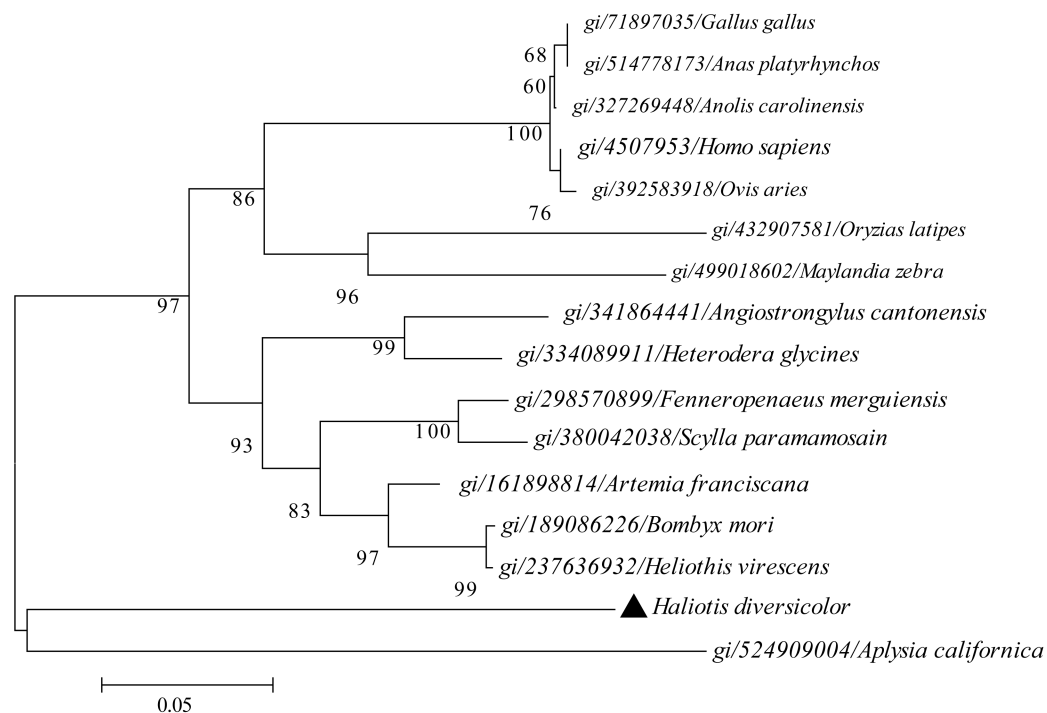 gi/71897035/Gallus gallus
68
gi/514778173/Anas platyrhynchos
60
gi/327269448/Anolis carolinensis
100
gi/4507953/Homo sapiens
86
gi/392583918/Ovis aries
76
gi/432907581/Oryzias latipes
gi/499018602/Maylandia zebra
97
96
gi/341864441/Angiostrongylus cantonensis
99
gi/334089911/Heterodera glycines
gi/298570899/Fenneropenaeus merguiensis
100
gi/380042038/Scylla paramamosain
93
gi/161898814/Artemia franciscana
83
gi/189086226/Bombyx mori
97
gi/237636932/Heliothis virescens
99
Haliotis diversicolor
gi/524909004/Aplysia californica
0.05